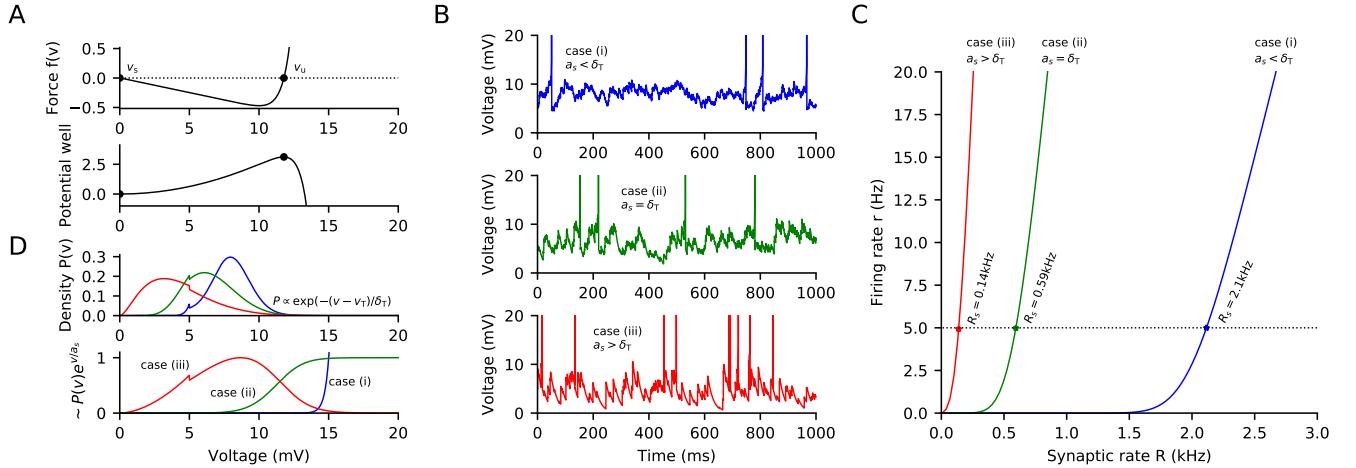 A
Force f(v)
0.5
0.0
−0.5
v_s
v_u
0 5 10 15 20
Potential well
2.5
0.0
0 5 10 15 20
D
Density P(v)
0.3
0.2
0.1
0.0
P ∝ exp(−(v − v_T)/δ_T)
0 5 10 15 20
~ P(v)e^{v/a_s}
1
0
case (iii)
case (ii)
case (i)
0 5 10 15 20
Voltage (mV)
B
Voltage (mV)
20
10
0
case (i)
a_s < δ_T
0 200 400 600 800 1000
Voltage (mV)
20
10
0
case (ii)
a_s = δ_T
0 200 400 600 800 1000
Voltage (mV)
20
10
0
case (iii)
a_s > δ_T
0 200 400 600 800 1000
Time (ms)
C
case (iii)
a_s > δ_T
case (ii)
a_s = δ_T
case (i)
a_s < δ_T
Firing rate r (Hz)
20.0
17.5
15.0
12.5
10.0
7.5
5.0
2.5
0.0
R_s = 0.14kHz
R_s = 0.59kHz
R_s = 2.1kHz
0.0 0.5 1.0 1.5 2.0 2.5 3.0
Synaptic rate R (kHz)